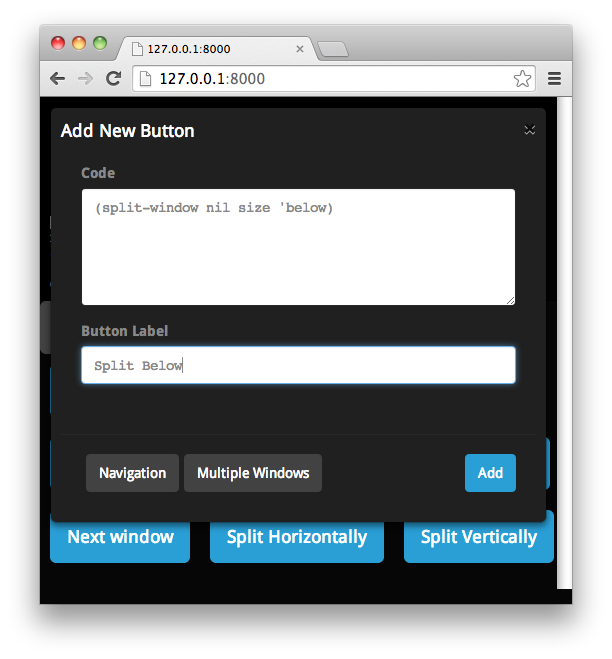 127.0.0.1:8000
127.0.0.1:8000
Add New Button
Code
(split-window nil size 'below)
Button Label
Split Below
Navigation
Multiple Windows
Add
Next window
Split Horizontally
Split Vertically